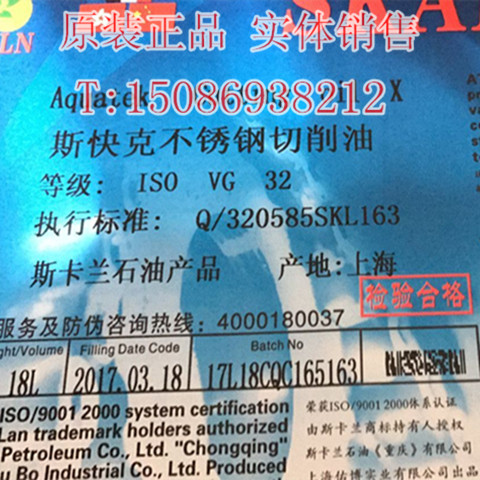 原装正品 实体销售
SKA
LN
T:15086938212
Aquatek
X
斯快克不锈钢切削油
等级: ISO VG 32
执行标准: Q/320585SKL163
斯卡兰石油产品 产地:上海
检验合格
服务及防伪咨询热线: 4000180037
ght/Volume Filling Date Code Batch No
18L 2017.03.18 17L18CQC165163
ISO/9001 2000 system certification
Lan trademark holders authorized
Petroleum Co., Ltd. "Chongqing"
u Bo Industrial Co., Ltd. Produced
荣获ISO/9001 2000体系认证
由斯卡兰商标持有人授权
斯卡兰石油《重庆》有限公
上海佑博实业有限公司